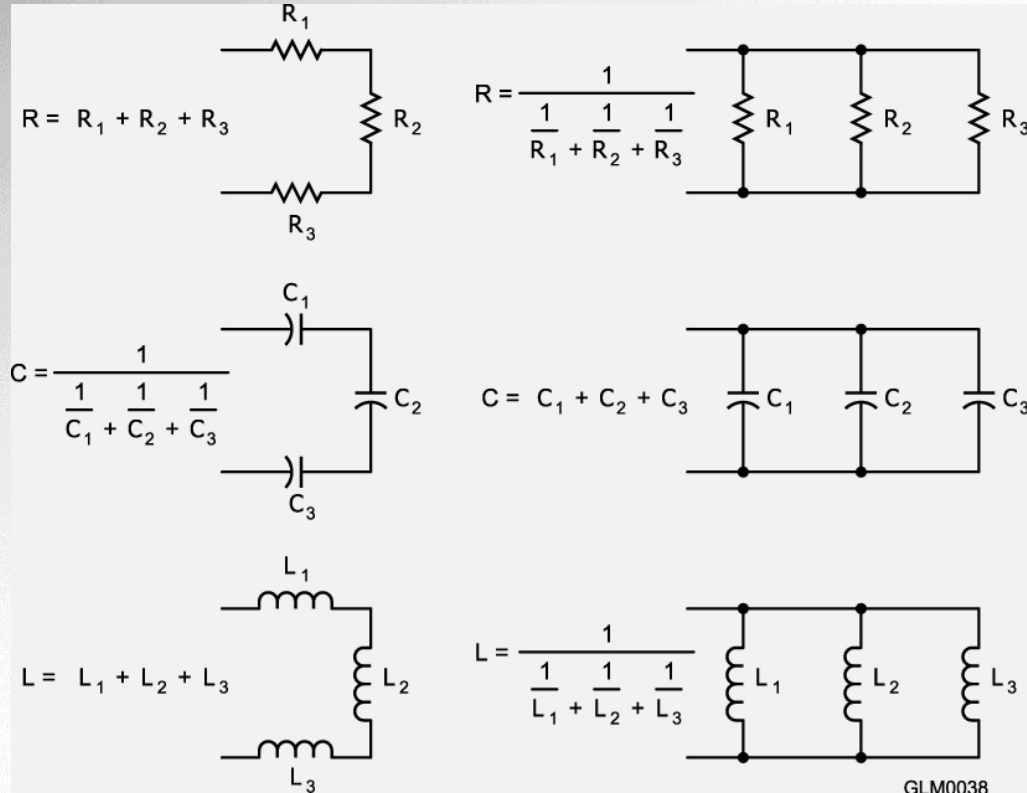 R₁
R = R₁ + R₂ + R₃
R₂
R₃
R = 1 / (1/R₁ + 1/R₂ + 1/R₃)
R₁
R₂
R₃
C₁
C = 1 / (1/C₁ + 1/C₂ + 1/C₃)
C₂
C₃
C = C₁ + C₂ + C₃
C₁
C₂
C₃
L₁
L = L₁ + L₂ + L₃
L₂
L₃
L = 1 / (1/L₁ + 1/L₂ + 1/L₃)
L₁
L₂
L₃
GLM0038